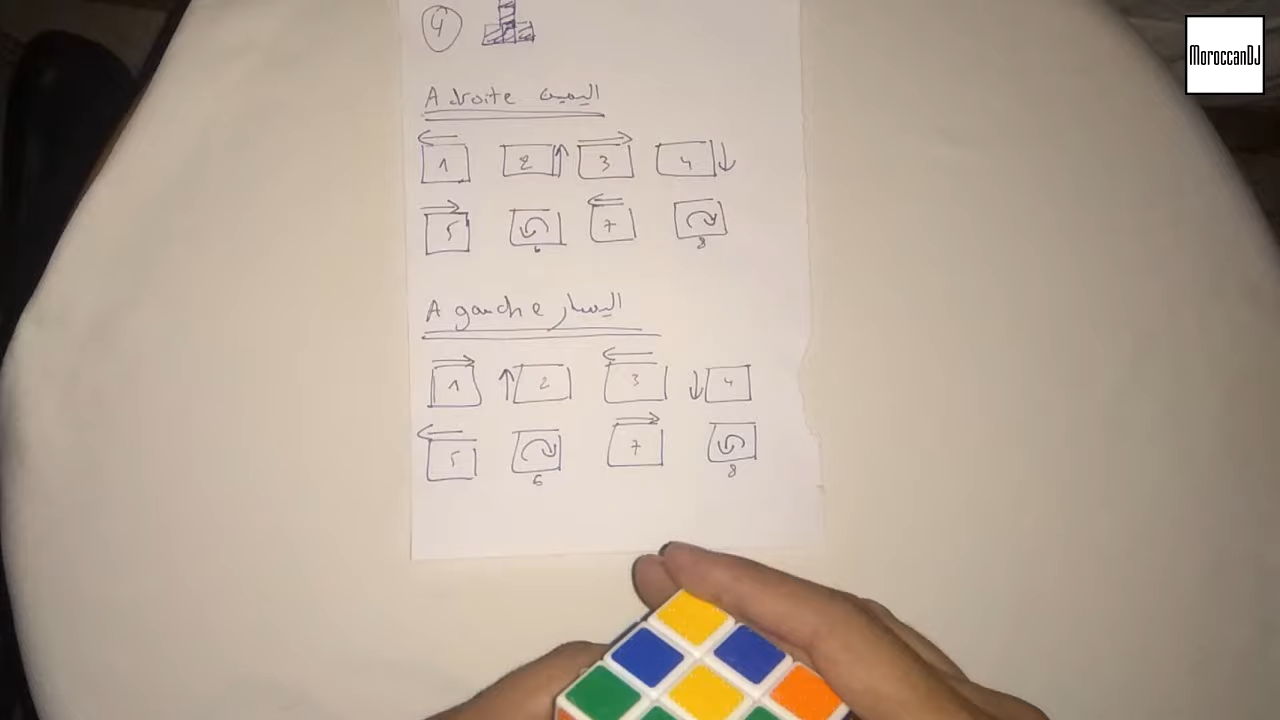 MoroccanDJ
4
A droite اليمين
← 1 2 ↑ → 3 4 ↓
→ 5 6 ← 7 8
A gauche اليسار
→ 1 ↑ 2 ← 3 ↓ 4
← 5 6 → 7 8